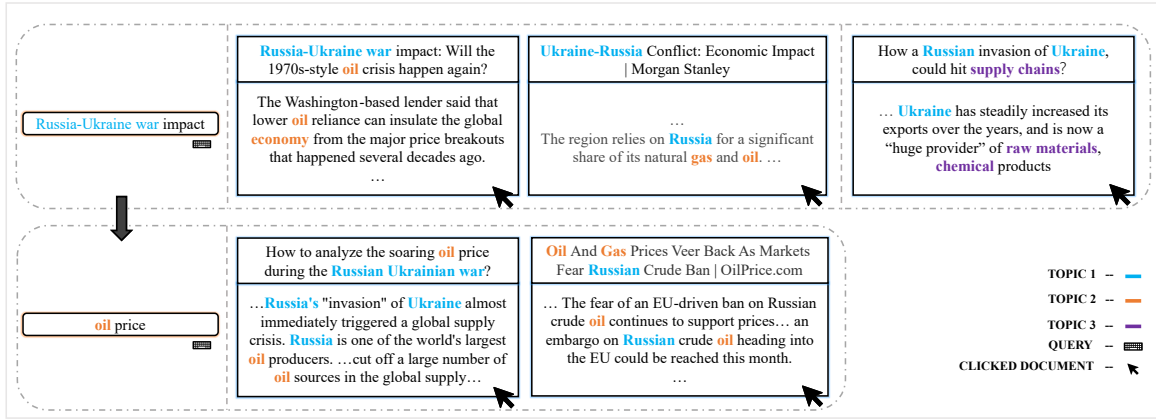 Russia-Ukraine war impact
Russia-Ukraine war impact: Will the
1970s-style oil crisis happen again?
The Washington-based lender said that
lower oil reliance can insulate the global
economy from the major price breakouts
that happened several decades ago.
…
Ukraine-Russia Conflict: Economic Impact
| Morgan Stanley
…
The region relies on Russia for a significant
share of its natural gas and oil. …
How a Russian invasion of Ukraine,
could hit supply chains?
… Ukraine has steadily increased its
exports over the years, and is now a
“huge provider” of raw materials,
chemical products
oil price
How to analyze the soaring oil price
during the Russian Ukrainian war?
…Russia's "invasion" of Ukraine almost
immediately triggered a global supply
crisis. Russia is one of the world's largest
oil producers. …cut off a large number of
oil sources in the global supply…
Oil And Gas Prices Veer Back As Markets
Fear Russian Crude Ban | OilPrice.com
… The fear of an EU-driven ban on Russian
crude oil continues to support prices… an
embargo on Russian crude oil heading into
the EU could be reached this month.
…
TOPIC 1 --
TOPIC 2 --
TOPIC 3 --
QUERY --
CLICKED DOCUMENT --